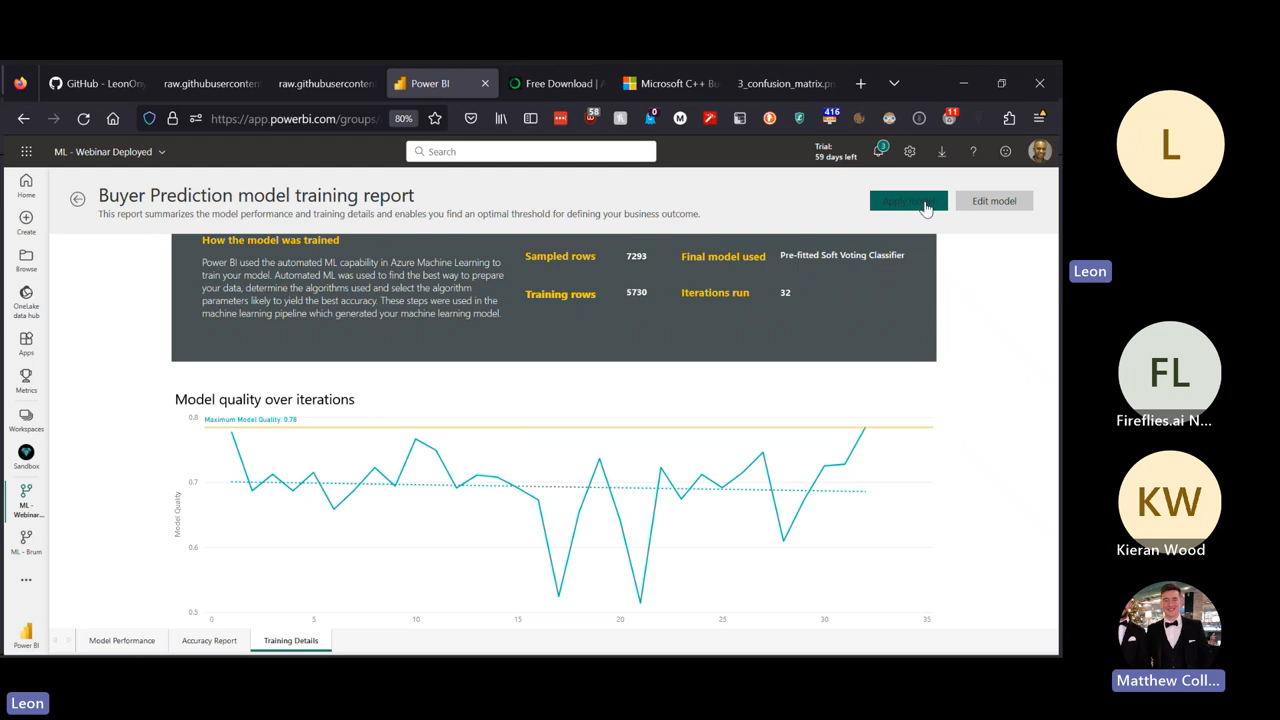 GitHub - LeonOn
raw.githubusercontent
raw.githubusercontent
Power BI
Free Download |
Microsoft C++ Bu
3_confusion_matrix.pn
https://app.powerbi.com/groups/
80%
58
0
416
11
ML - Webinar Deployed
Search
Trial:
59 days left
3
Home
Create
Browse
OneLake
data hub
Apps
Metrics
Workspaces
Sandbox
ML -
Webinar...
ML - Brum
Power BI
Buyer Prediction model training report
This report summarizes the model performance and training details and enables you find an optimal threshold for defining your business outcome.
Apply model
Edit model
How the model was trained
Power BI used the automated ML capability in Azure Machine Learning to
train your model. Automated ML was used to find the best way to prepare
your data, determine the algorithms used and select the algorithm
parameters likely to yield the best accuracy. These steps were used in the
machine learning pipeline which generated your machine learning model.
Sampled rows 7293
Final model used Pre-fitted Soft Voting Classifier
Training rows 5730
Iterations run 32
Model quality over iterations
Maximum Model Quality: 0.78
Model Quality
0.8
0.7
0.6
0.5
0 5 10 15 20 25 30 35
Model Performance
Accuracy Report
Training Details
L
Leon
FL
Fireflies.ai N...
KW
Kieran Wood
Matthew Coll...
Leon